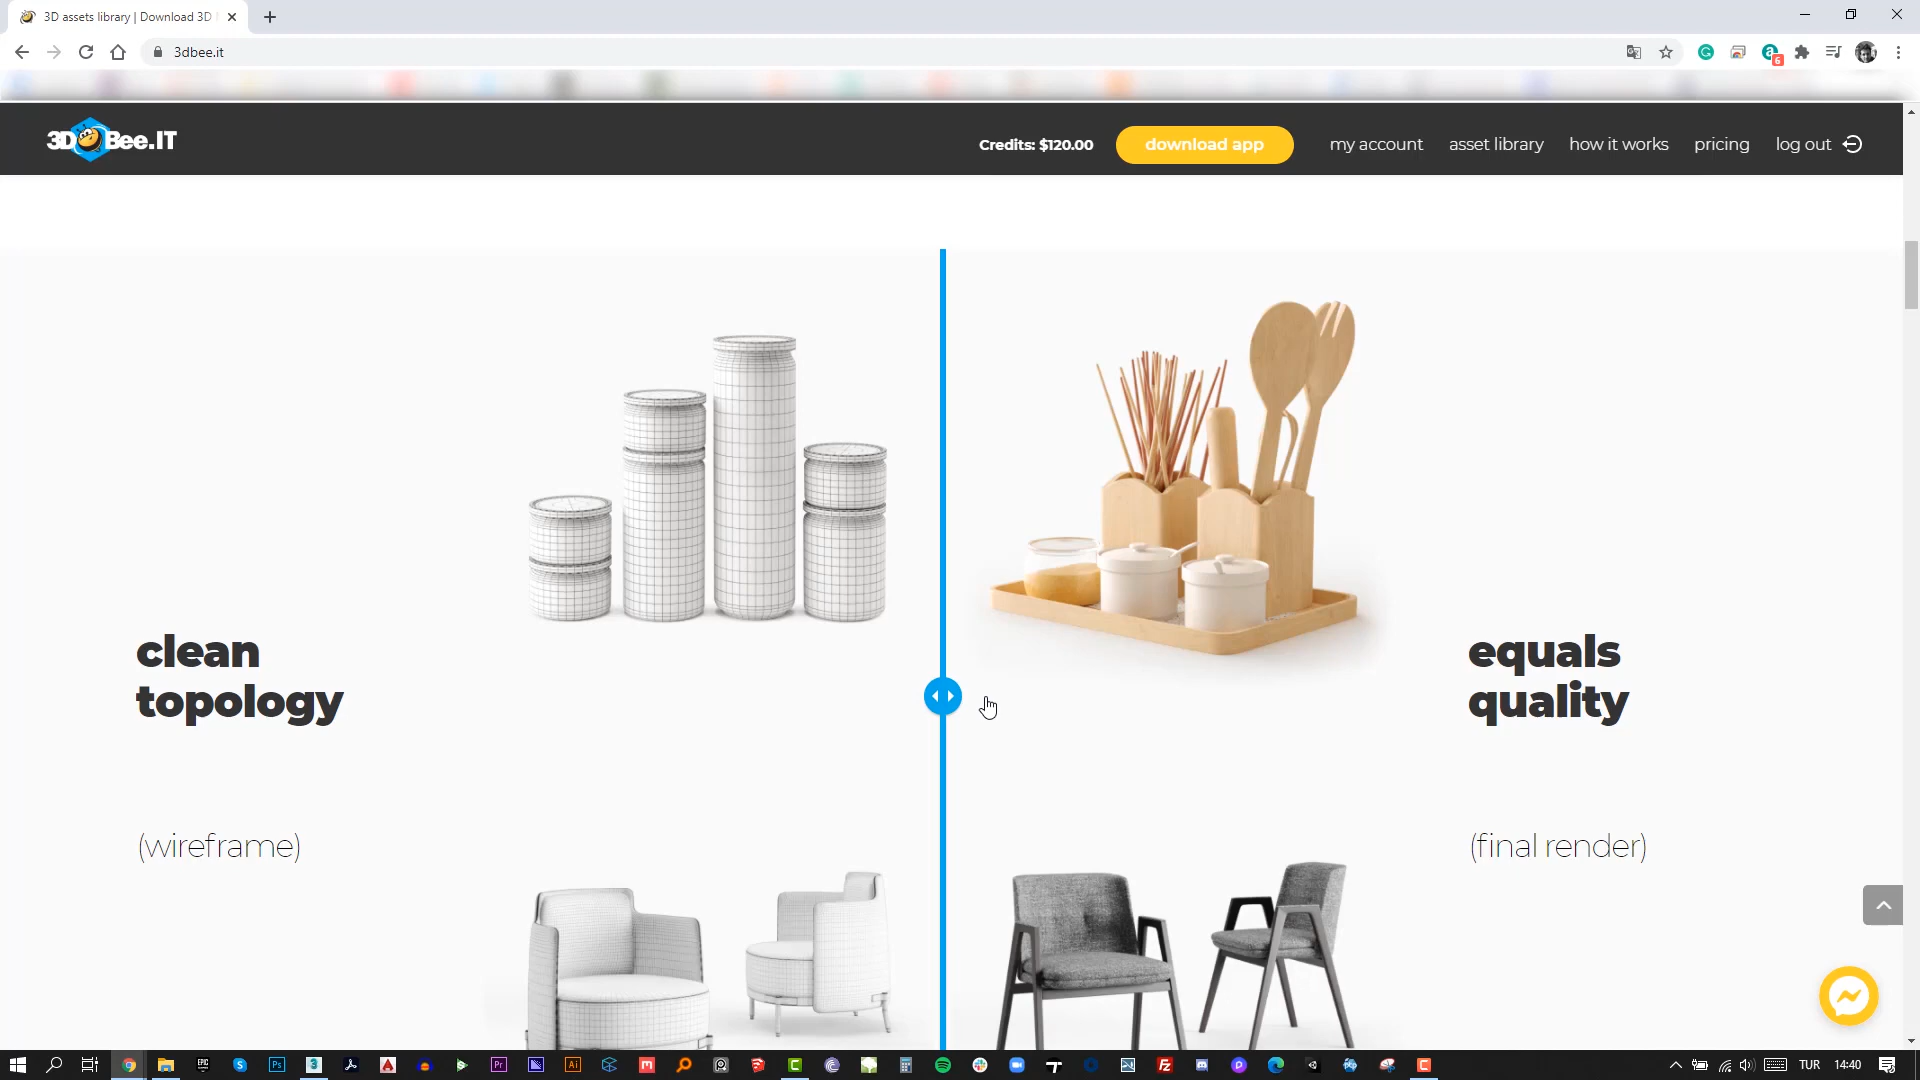 3D assets library | Download 3D
3dbee.it
6
3D Bee.IT
Credits: $120.00
download app
my account
asset library
how it works
pricing
log out
clean
topology
equals
quality
(wireframe)
(final render)
TUR
14:40